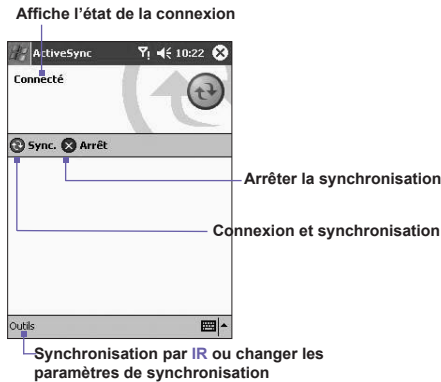 Affiche l'état de la connexion
ActiveSync 10:22
Connecté
Sync. Arrêt
Arrêter la synchronisation
Connexion et synchronisation
Outils
Synchronisation par IR ou changer les
paramètres de synchronisation